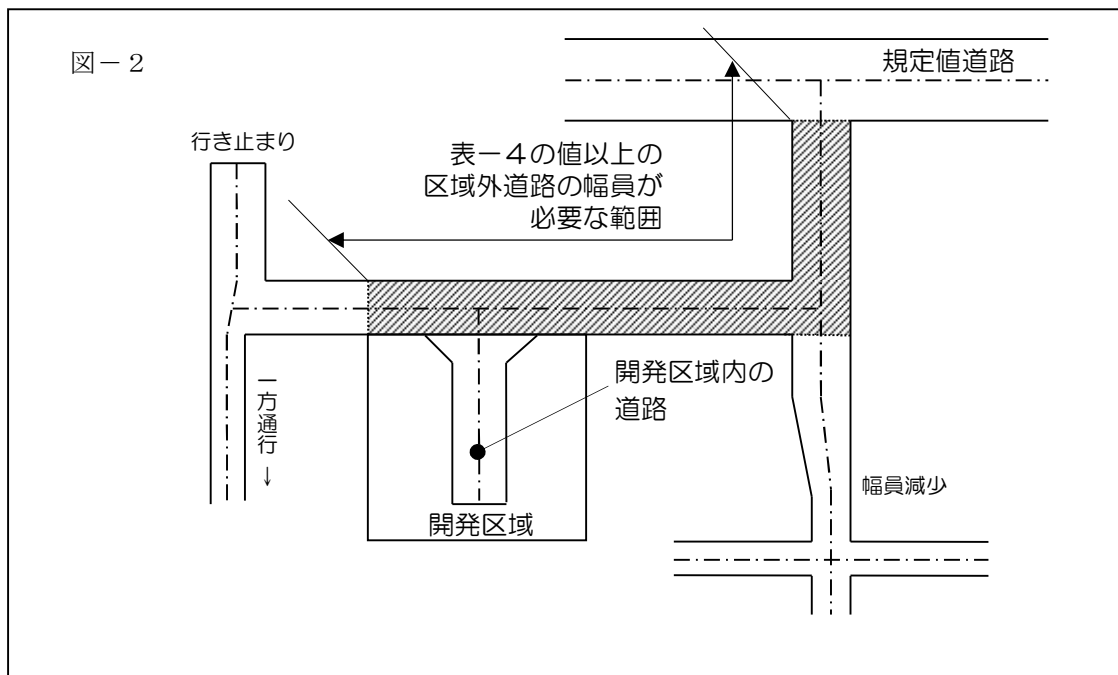 図－２
規定値道路
行き止まり
表－４の値以上の
区域外道路の幅員が
必要な範囲
開発区域内の
道路
一方通行→
幅員減少
開発区域